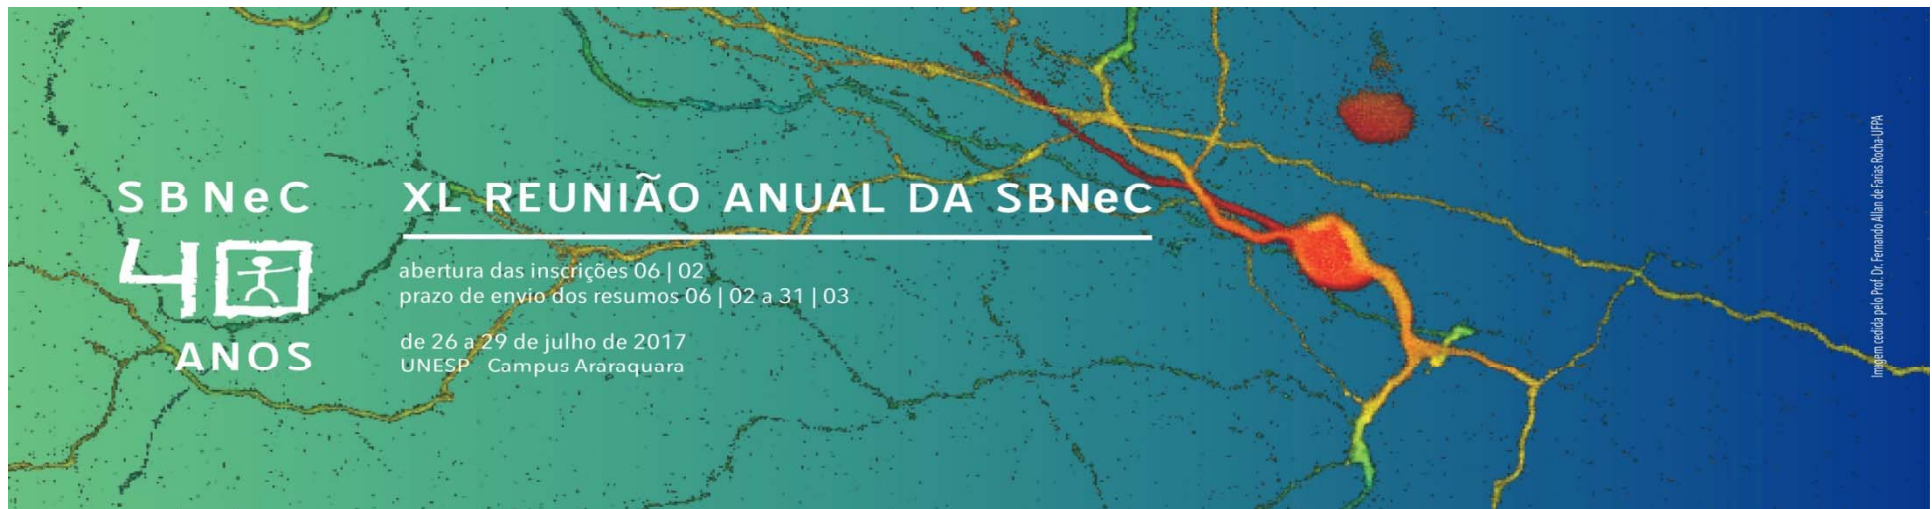 SBNeC
40
ANOS
XL REUNIÃO ANUAL DA SBNeC
abertura das inscrições 06 | 02
prazo de envio dos resumos 06 | 02 a 31 | 03
de 26 a 29 de julho de 2017
UNESP Campus Araraquara
Imagem cedida pelo Prof. Dr. Fernando Allan de Farias Rocha-UFPA